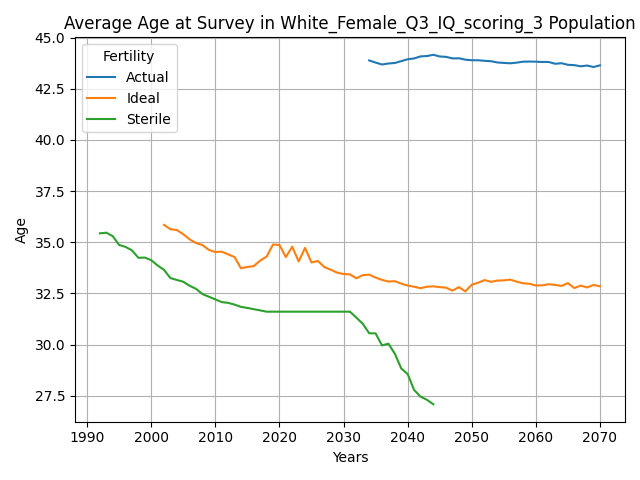 Average Age at Survey in White_Female_Q3_IQ_scoring_3 Population
45.0
42.5
40.0
37.5
35.0
32.5
30.0
27.5
Age
Fertility
Actual
Ideal
Sterile
1990 2000 2010 2020 2030 2040 2050 2060 2070
Years